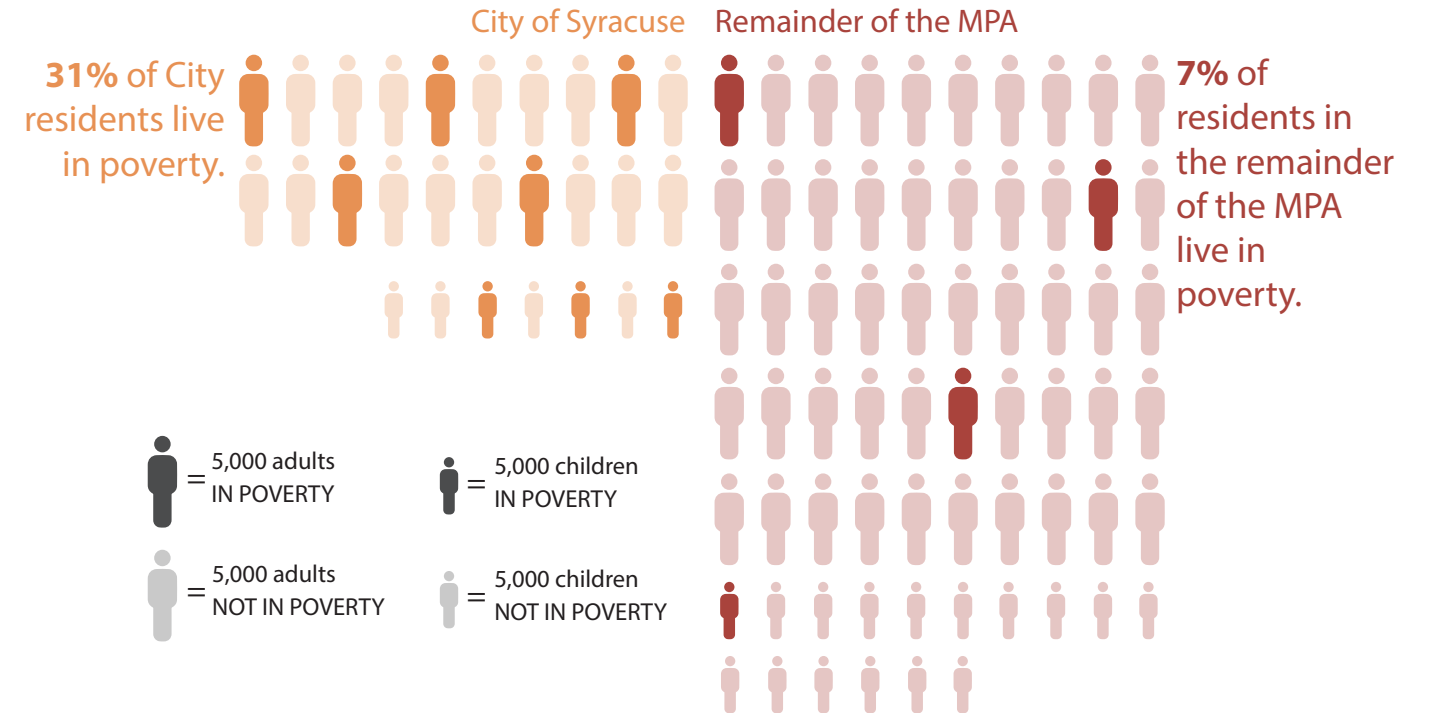 City of Syracuse
Remainder of the MPA
31% of City
residents live
in poverty.
7% of
residents in
the remainder
of the MPA
live in
poverty.
= 5,000 adults
IN POVERTY
= 5,000 children
IN POVERTY
= 5,000 adults
NOT IN POVERTY
= 5,000 children
NOT IN POVERTY